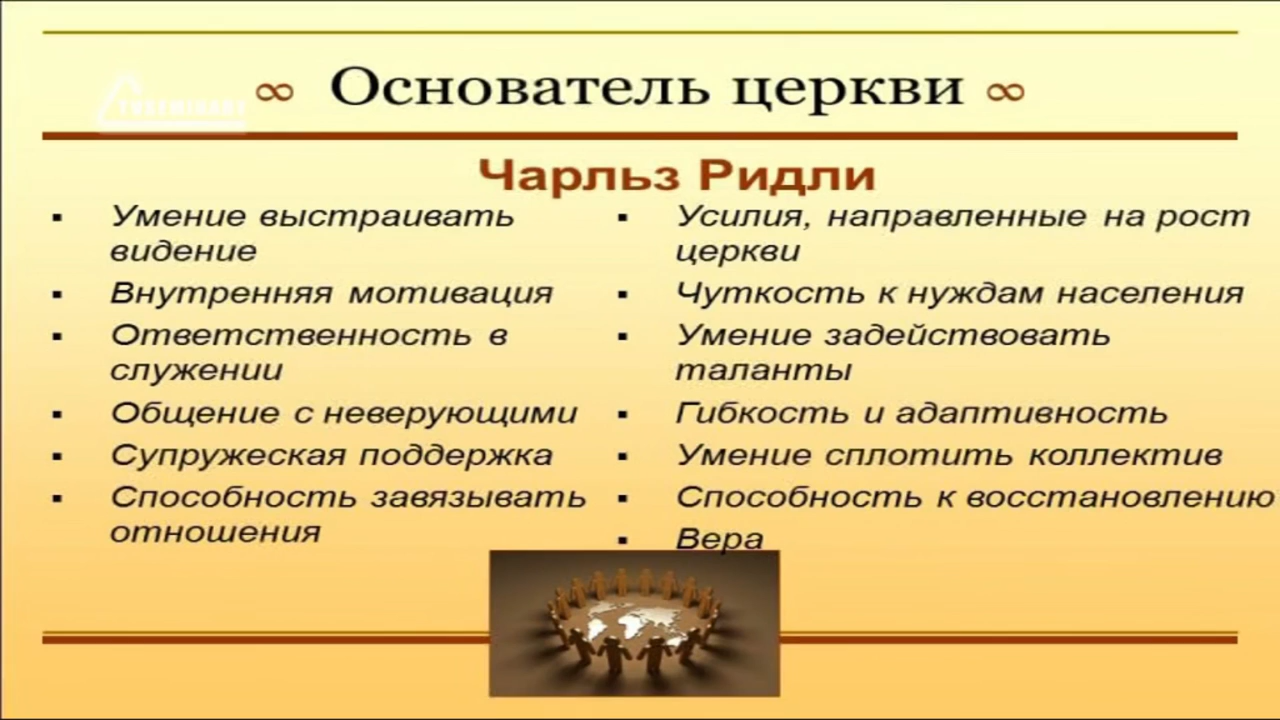 ∞ Основатель церкви ∞
Чарльз Ридли
▪ Умение выстраивать
видение
▪ Внутренняя мотивация
▪ Ответственность в
служении
▪ Общение с неверующими
▪ Супружеская поддержка
▪ Способность завязывать
отношения
▪ Усилия, направленные на рост
церкви
▪ Чуткость к нуждам населения
▪ Умение задействовать
таланты
▪ Гибкость и адаптивность
▪ Умение сплотить коллектив
▪ Способность к восстановлению
▪ Вера